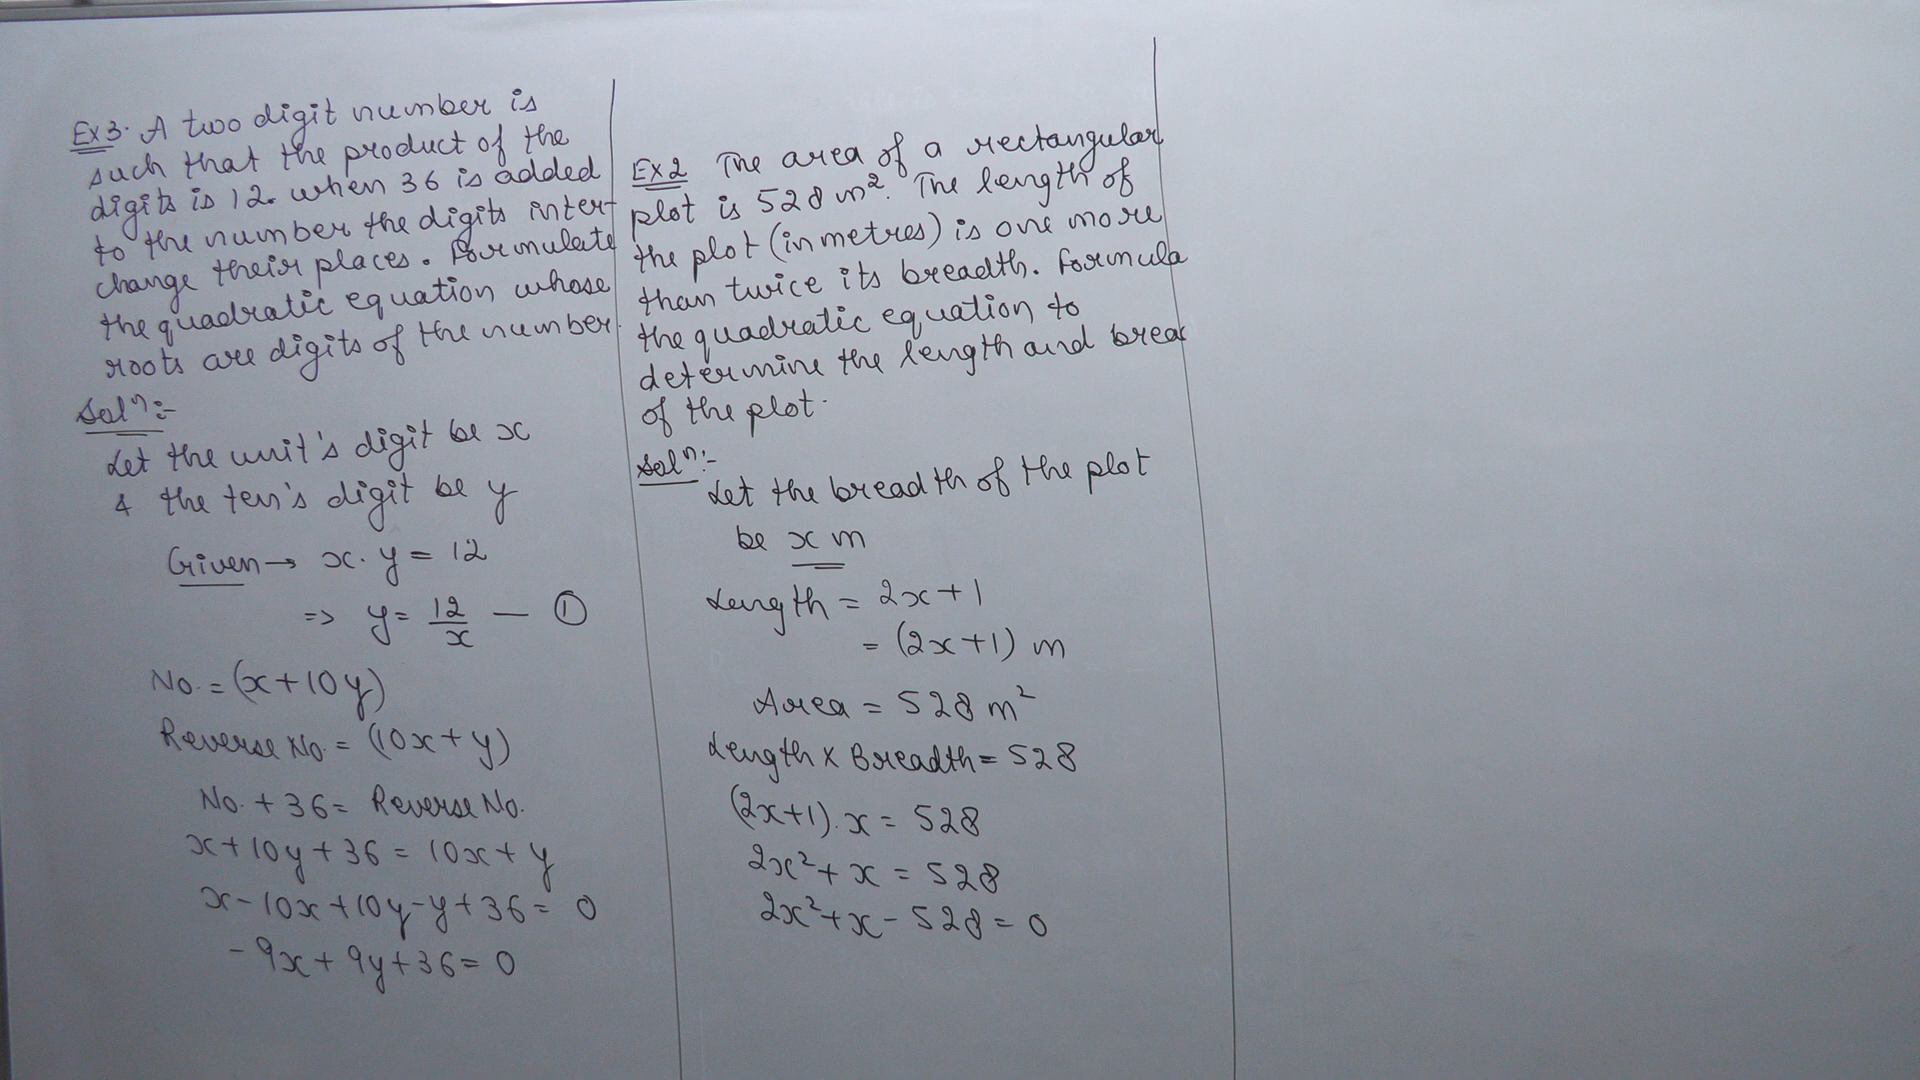 Ex3. A two digit number is
such that the product of the
digits is 12. when 36 is added
to the number the digits inter-
change their places. Formulate
the quadratic equation whose
roots are digits of the number.
Solⁿ:-
Let the unit's digit be x
& the ten's digit be y
Given → x.y = 12
=> y = 12/x — ①
No. = (x+10y)
Reverse No. = (10x+y)
No. + 36 = Reverse No.
x+10y+36 = 10x+y
x-10x+10y-y+36 = 0
-9x+9y+36 = 0
Ex2 The area of a rectangular
plot is 528 m². The length of
the plot (in metres) is one more
than twice its breadth. Formula
the quadratic equation to
determine the length and bread
of the plot.
Solⁿ:-
Let the breadth of the plot
be x m
Length = 2x+1
= (2x+1) m
Area = 528 m²
Length x Breadth = 528
(2x+1).x = 528
2x²+x = 528
2x²+x-528 = 0